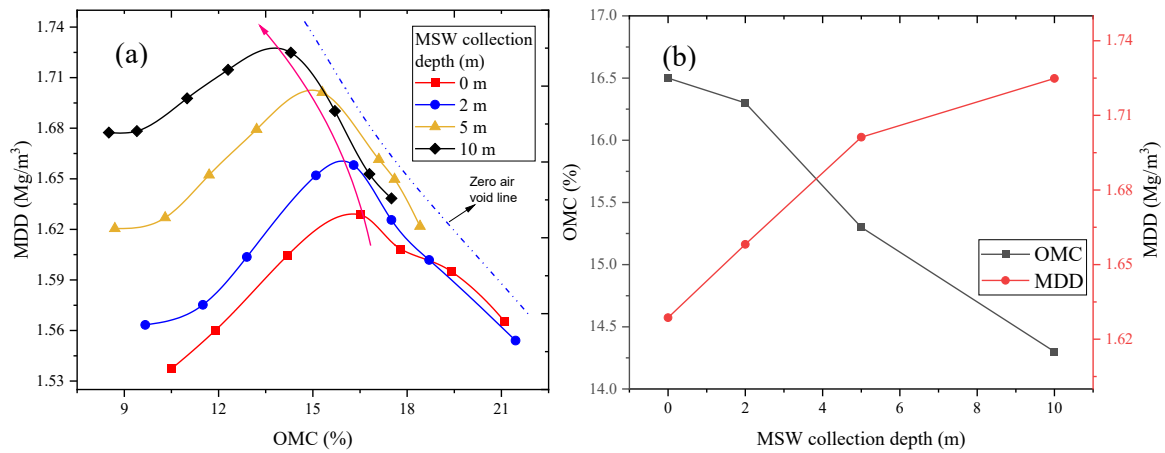 (a)
MSW collection
depth (m)
0 m
2 m
5 m
10 m
Zero air
void line
MDD (Mg/m³)
1.74
1.71
1.68
1.65
1.62
1.59
1.56
1.53
9
12
15
18
21
OMC (%)
(b)
OMC (%)
17.0
16.5
16.0
15.5
15.0
14.5
14.0
OMC
MDD
1.74
1.71
1.68
1.65
1.62
MDD (Mg/m³)
0
2
4
6
8
10
MSW collection depth (m)